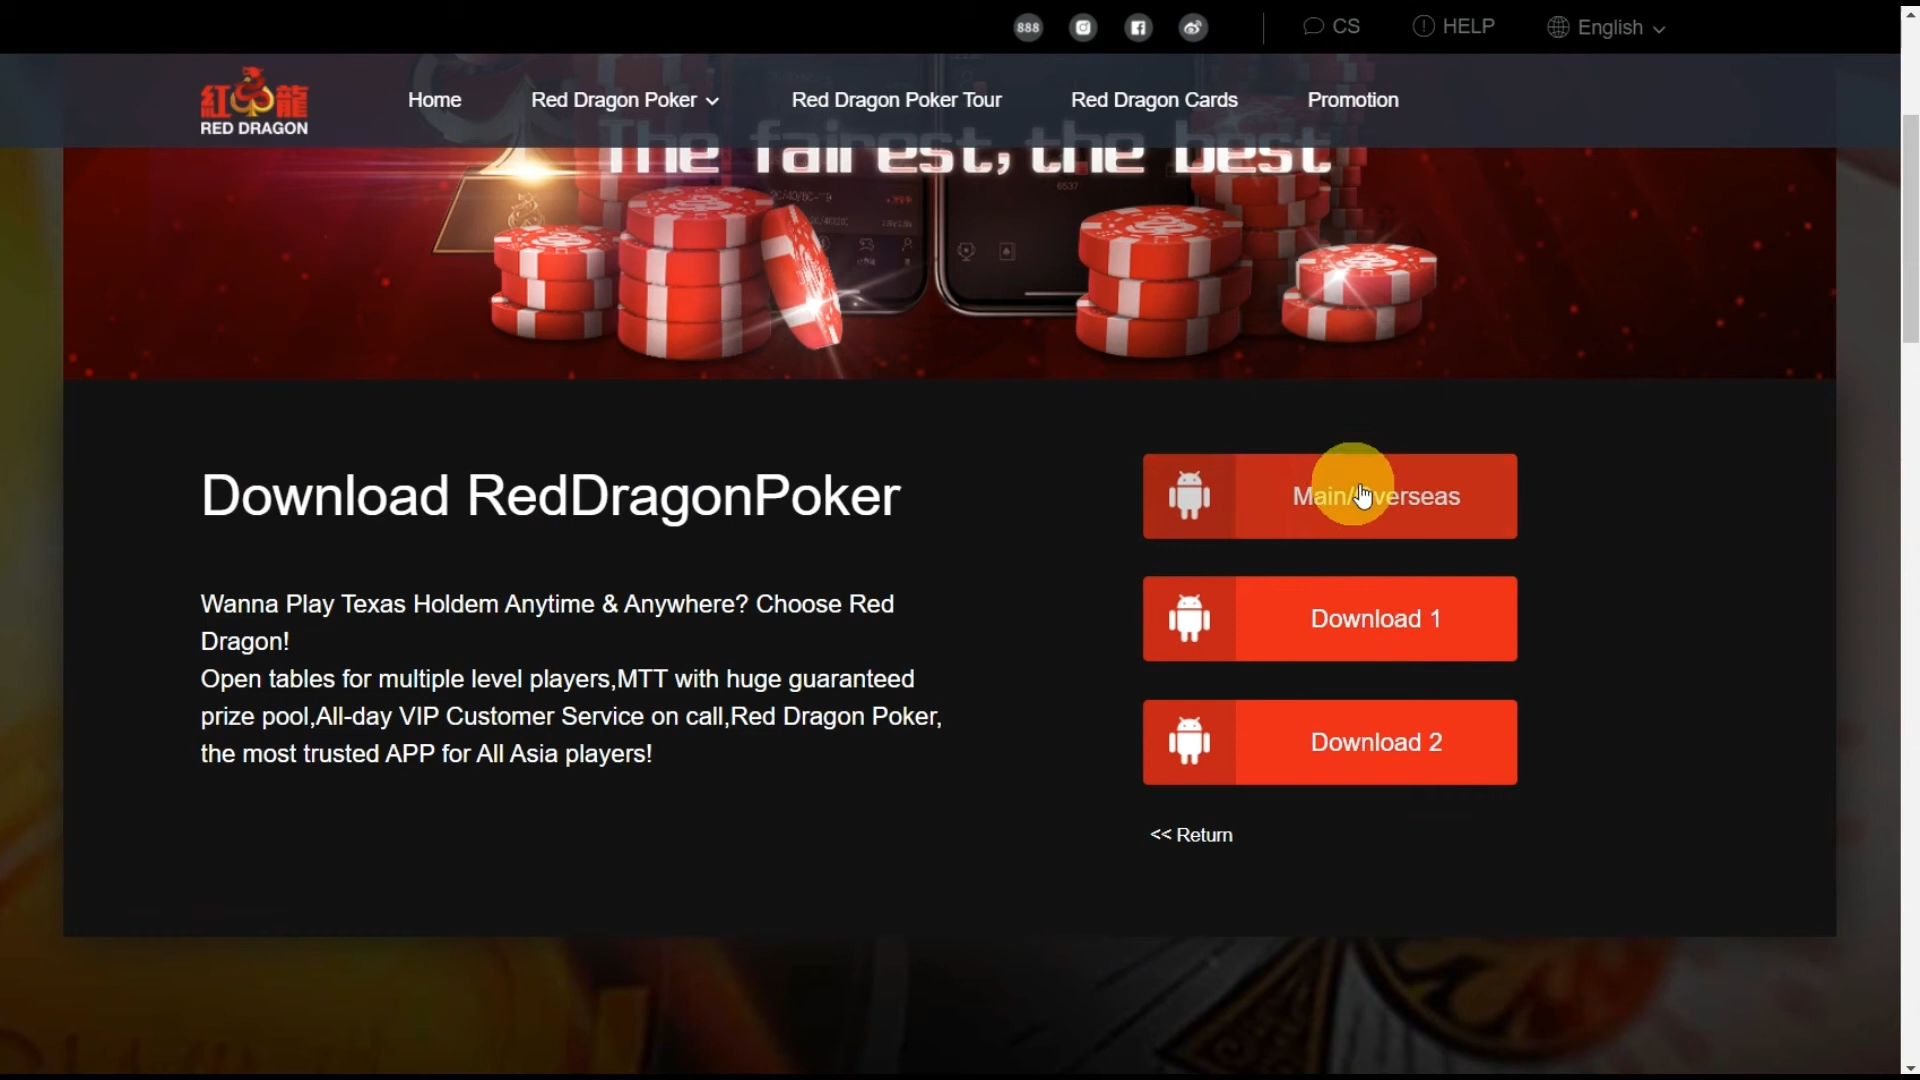 888
CS
HELP
English
紅龍
RED DRAGON
Home
Red Dragon Poker
Red Dragon Poker Tour
Red Dragon Cards
Promotion
The fairest, the best
6537
Download RedDragonPoker
Wanna Play Texas Holdem Anytime & Anywhere? Choose Red
Dragon!
Open tables for multiple level players,MTT with huge guaranteed
prize pool,All-day VIP Customer Service on call,Red Dragon Poker,
the most trusted APP for All Asia players!
Main/Overseas
Download 1
Download 2
<< Return